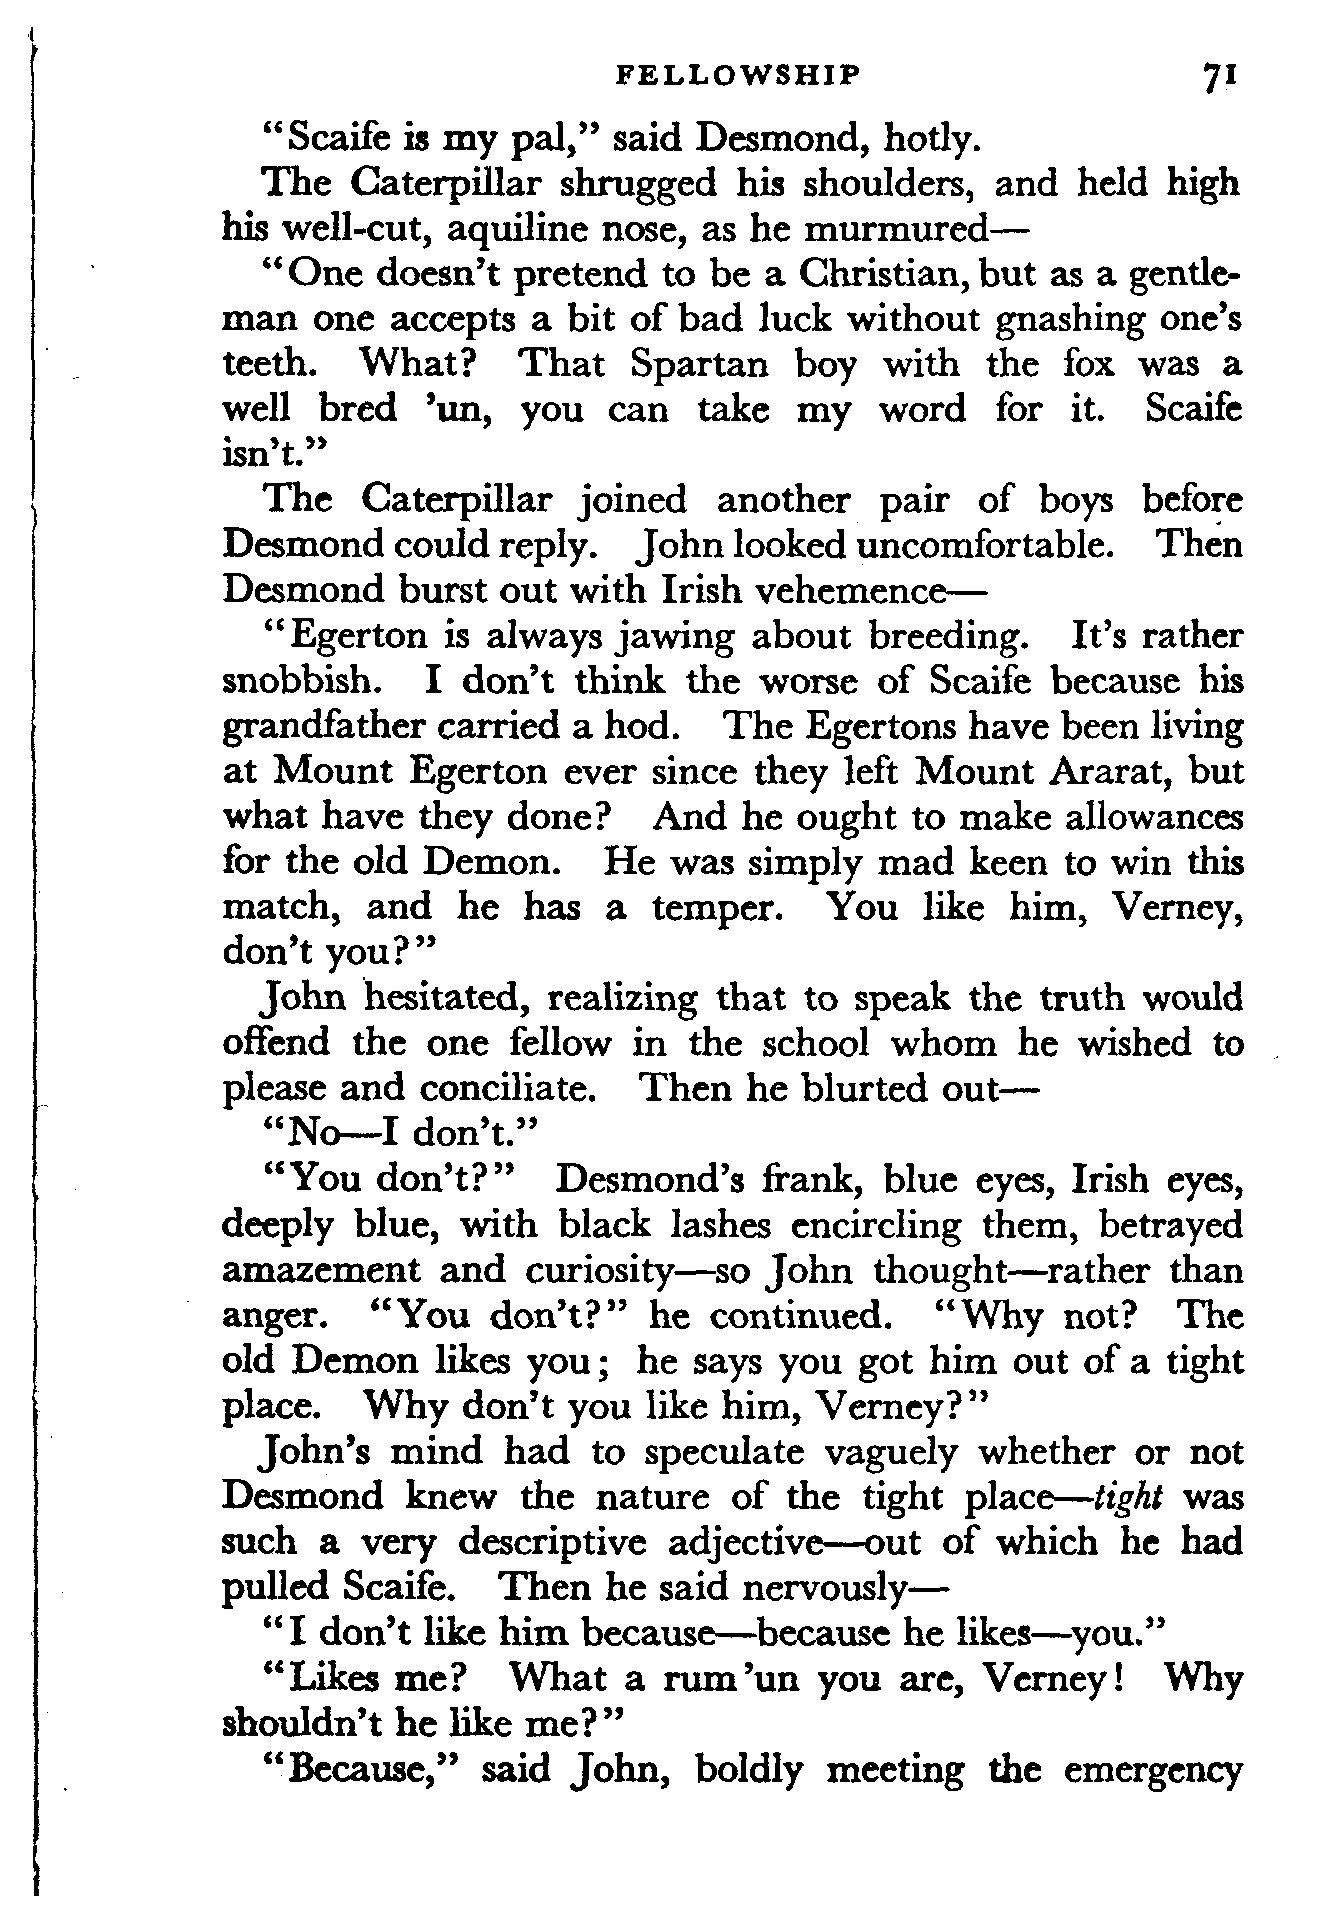 FELLOWSHIP 71
“Scaife is my pal,” said Desmond, hotly.
The Caterpillar shrugged his shoulders, and held high
his well-cut, aquiline nose, as he murmured—
“One doesn’t pretend to be a Christian, but as a gentle-
man one accepts a bit of bad luck without gnashing one’s
teeth. What? That Spartan boy with the fox was a
well bred ’un, you can take my word for it. Scaife
isn’t.”
The Caterpillar joined another pair of boys before
Desmond could reply. John looked uncomfortable. Then
Desmond burst out with Irish vehemence—
“Egerton is always jawing about breeding. It’s rather
snobbish. I don’t think the worse of Scaife because his
grandfather carried a hod. The Egertons have been living
at Mount Egerton ever since they left Mount Ararat, but
what have they done? And he ought to make allowances
for the old Demon. He was simply mad keen to win this
match, and he has a temper. You like him, Verney,
don’t you?”
John hesitated, realizing that to speak the truth would
offend the one fellow in the school whom he wished to
please and conciliate. Then he blurted out—
“No—I don’t.”
“You don’t?” Desmond’s frank, blue eyes, Irish eyes,
deeply blue, with black lashes encircling them, betrayed
amazement and curiosity—so John thought—rather than
anger. “You don’t?” he continued. “Why not? The
old Demon likes you; he says you got him out of a tight
place. Why don’t you like him, Verney?”
John’s mind had to speculate vaguely whether or not
Desmond knew the nature of the tight place—tight was
such a very descriptive adjective—out of which he had
pulled Scaife. Then he said nervously—
“I don’t like him because—because he likes—you.”
“Likes me? What a rum ’un you are, Verney! Why
shouldn’t he like me?”
“Because,” said John, boldly meeting the emergency